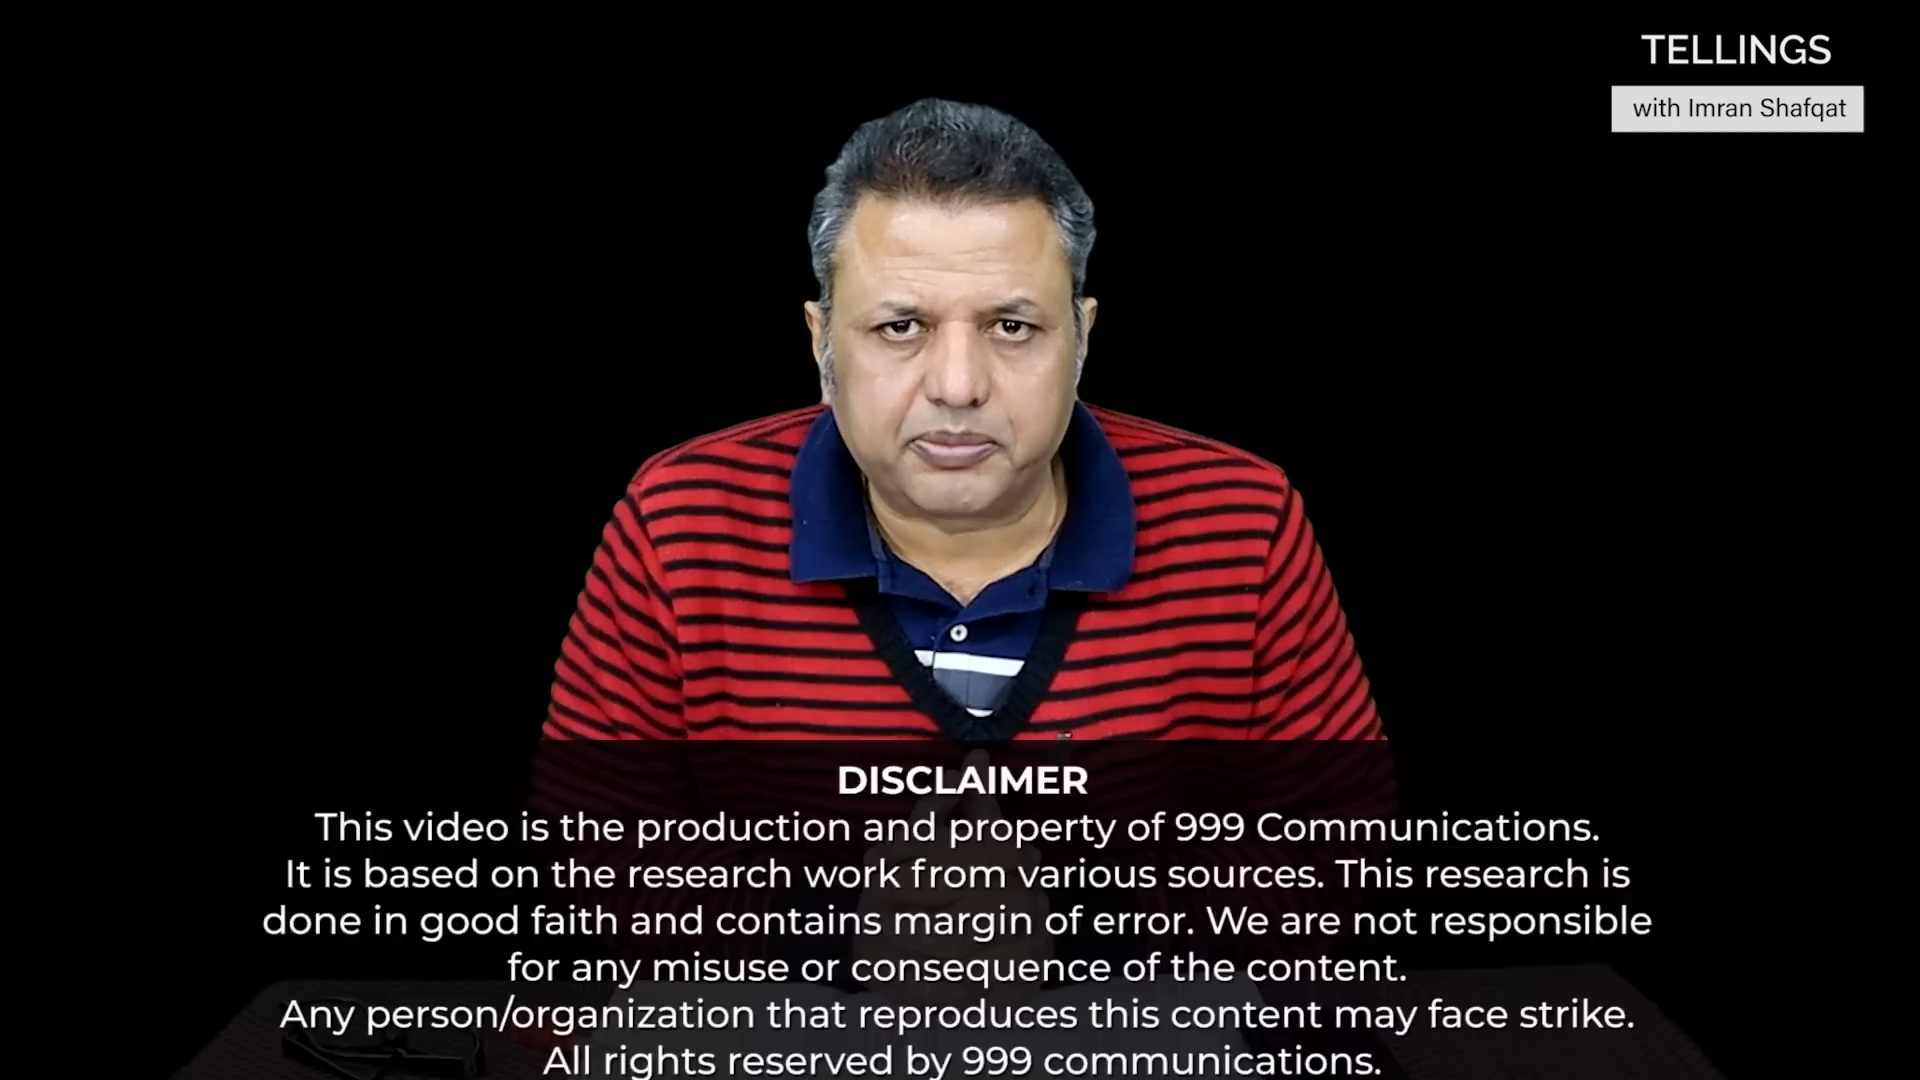 TELLINGS
with Imran Shafqat
DISCLAIMER
This video is the production and property of 999 Communications.
It is based on the research work from various sources. This research is
done in good faith and contains margin of error. We are not responsible
for any misuse or consequence of the content.
Any person/organization that reproduces this content may face strike.
All rights reserved by 999 communications.